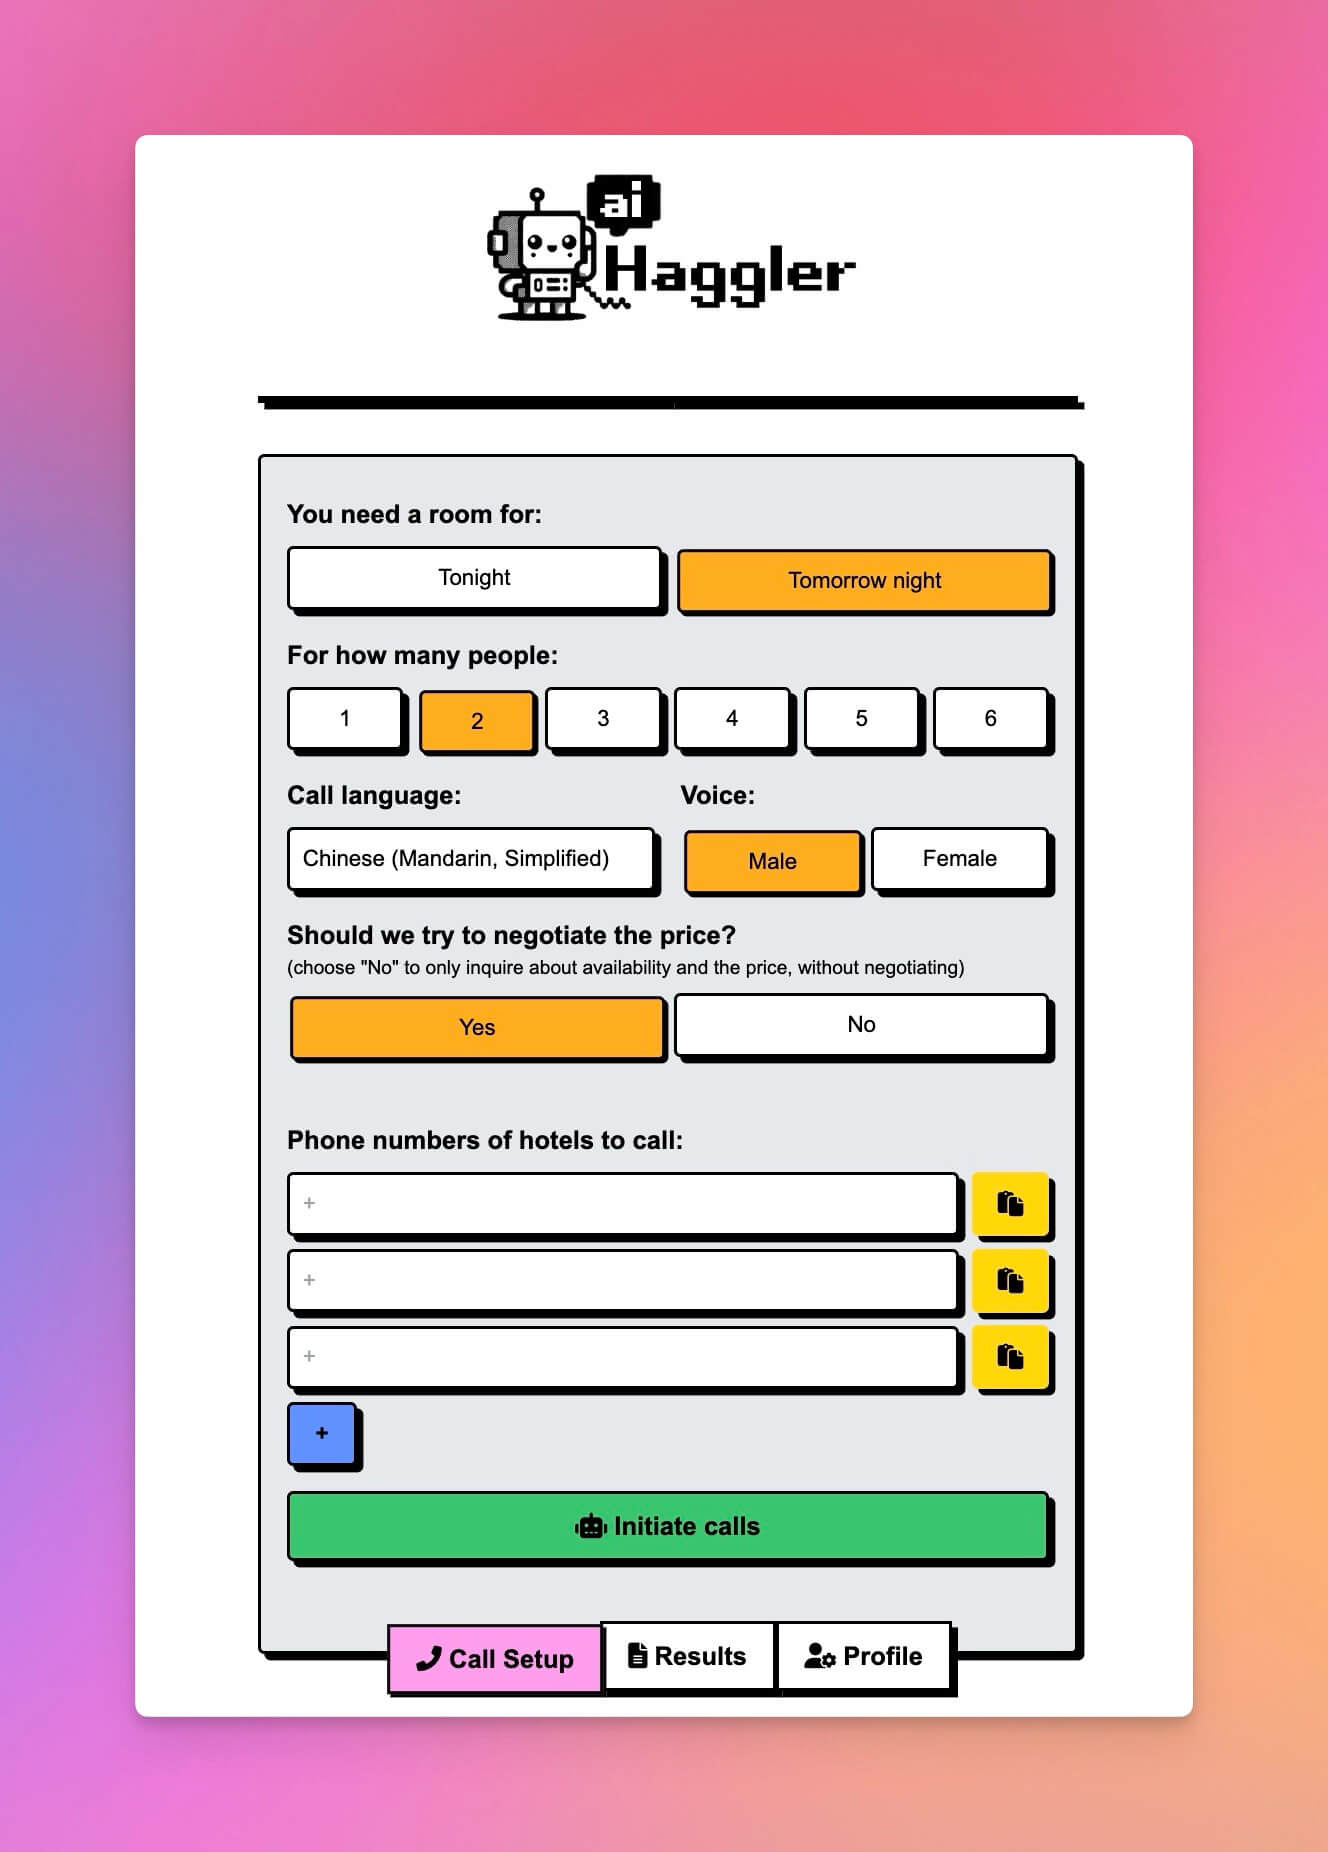 ai
Haggler
You need a room for:
Tonight
Tomorrow night
For how many people:
1
2
3
4
5
6
Call language:
Voice:
Chinese (Mandarin, Simplified)
Male
Female
Should we try to negotiate the price?
(choose "No" to only inquire about availability and the price, without negotiating)
Yes
No
Phone numbers of hotels to call:
+
+
+
+
Initiate calls
Call Setup
Results
Profile